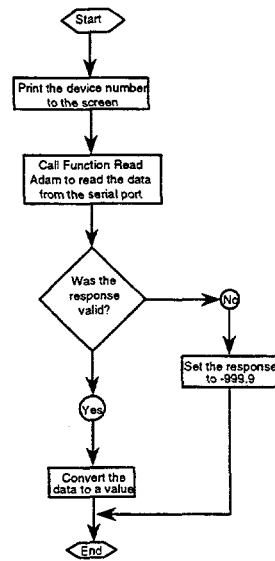 Start
Print the device number
to the screen
Call Function Read
Adam to read the data
from the serial port
Was the
response
valid?
No
Set the response
to -999.9
Yes
Convert the
data to a value
End